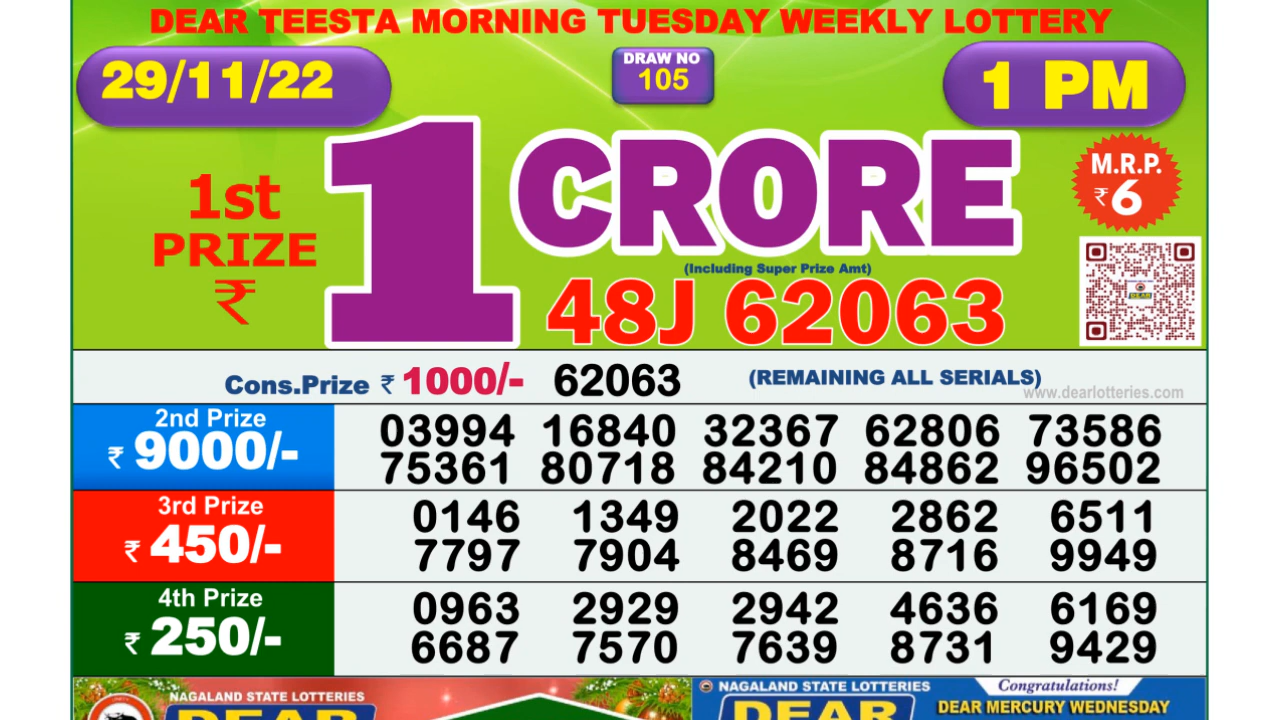 DEAR TEESTA MORNING TUESDAY WEEKLY LOTTERY
29/11/22
DRAW NO
105
1 PM
1st
PRIZE
₹
1 CRORE
(Including Super Prize Amt)
48J 62063
M.R.P.
₹6
DEAR
Cons.Prize ₹ 1000/- 62063 (REMAINING ALL SERIALS)
www.dearlotteries.com
2nd Prize
₹ 9000/-
03994 16840 32367 62806 73586
75361 80718 84210 84862 96502
3rd Prize
₹ 450/-
0146 1349 2022 2862 6511
7797 7904 8469 8716 9949
4th Prize
₹ 250/-
0963 2929 2942 4636 6169
6687 7570 7639 8731 9429
NAGALAND STATE LOTTERIES
DEAR
NAGALAND STATE LOTTERIES
DEAR
Congratulations!
DEAR MERCURY WEDNESDAY